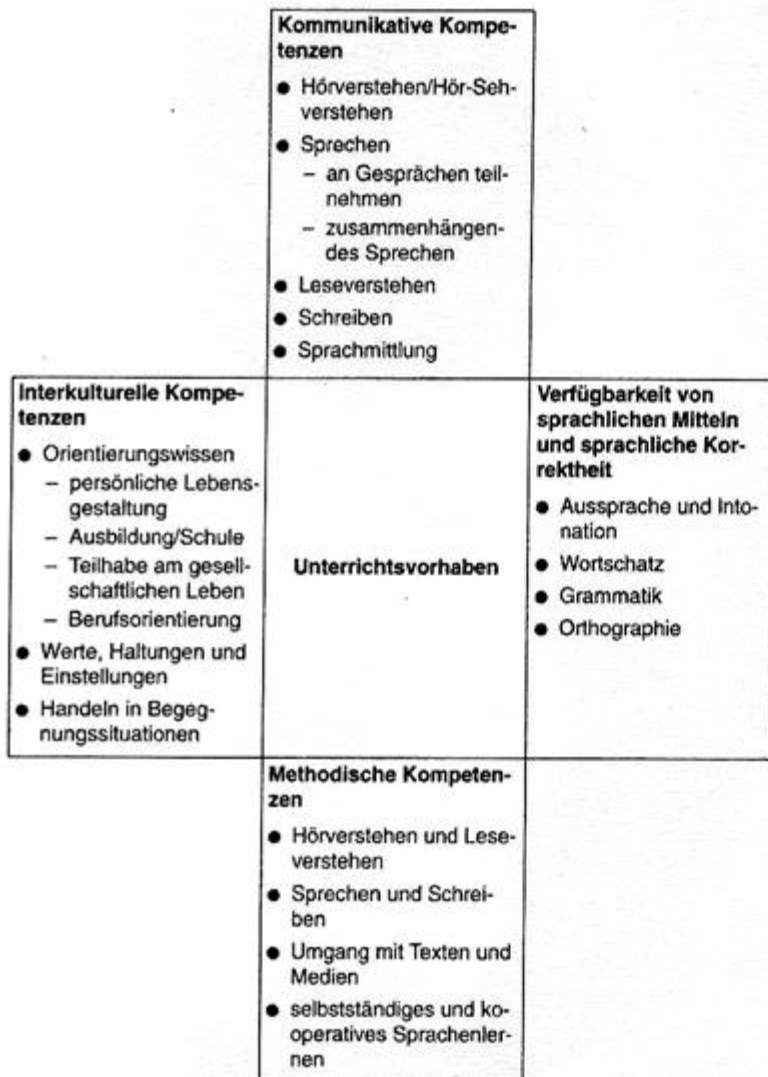 Kommunikative Kompe-
tenzen
● Hörverstehen/Hör-Seh-
verstehen
● Sprechen
– an Gesprächen teil-
nehmen
– zusammenhängen-
des Sprechen
● Leseverstehen
● Schreiben
● Sprachmittlung
Interkulturelle Kompe-
tenzen
● Orientierungswissen
– persönliche Lebens-
gestaltung
– Ausbildung/Schule
– Teilhabe am gesell-
schaftlichen Leben
– Berufsorientierung
● Werte, Haltungen und
Einstellungen
● Handeln in Begeg-
nungssituationen
Unterrichtsvorhaben
Verfügbarkeit von
sprachlichen Mitteln
und sprachliche Kor-
rektheit
● Aussprache und Into-
nation
● Wortschatz
● Grammatik
● Orthographie
Methodische Kompeten-
zen
● Hörverstehen und Lese-
verstehen
● Sprechen und Schrei-
ben
● Umgang mit Texten und
Medien
● selbstständiges und ko-
operatives Sprachenler-
nen